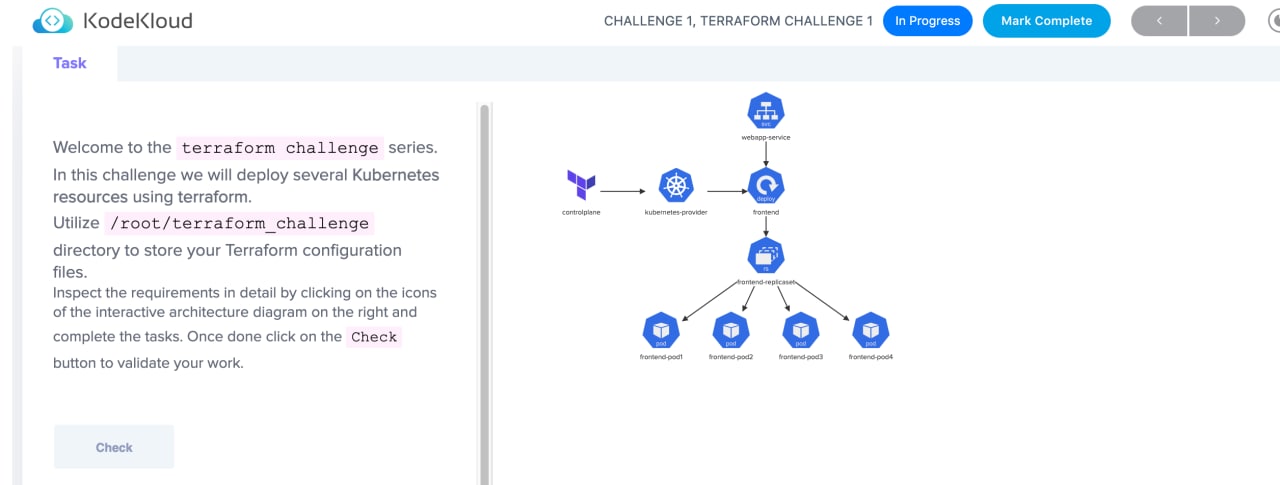 KodeKloud
CHALLENGE 1, TERRAFORM CHALLENGE 1
In Progress
Mark Complete
Task
Welcome to the terraform challenge series.
In this challenge we will deploy several Kubernetes
resources using terraform.
Utilize /root/terraform_challenge
directory to store your Terraform configuration
files.
Inspect the requirements in detail by clicking on the icons
of the interactive architecture diagram on the right and
complete the tasks. Once done click on the Check
button to validate your work.
Check
svc
webapp-service
controlplane
kubernetes-provider
deploy
frontend
rs
frontend-replicaset
pod
pod
pod
pod
frontend-pod1
frontend-pod2
frontend-pod3
frontend-pod4